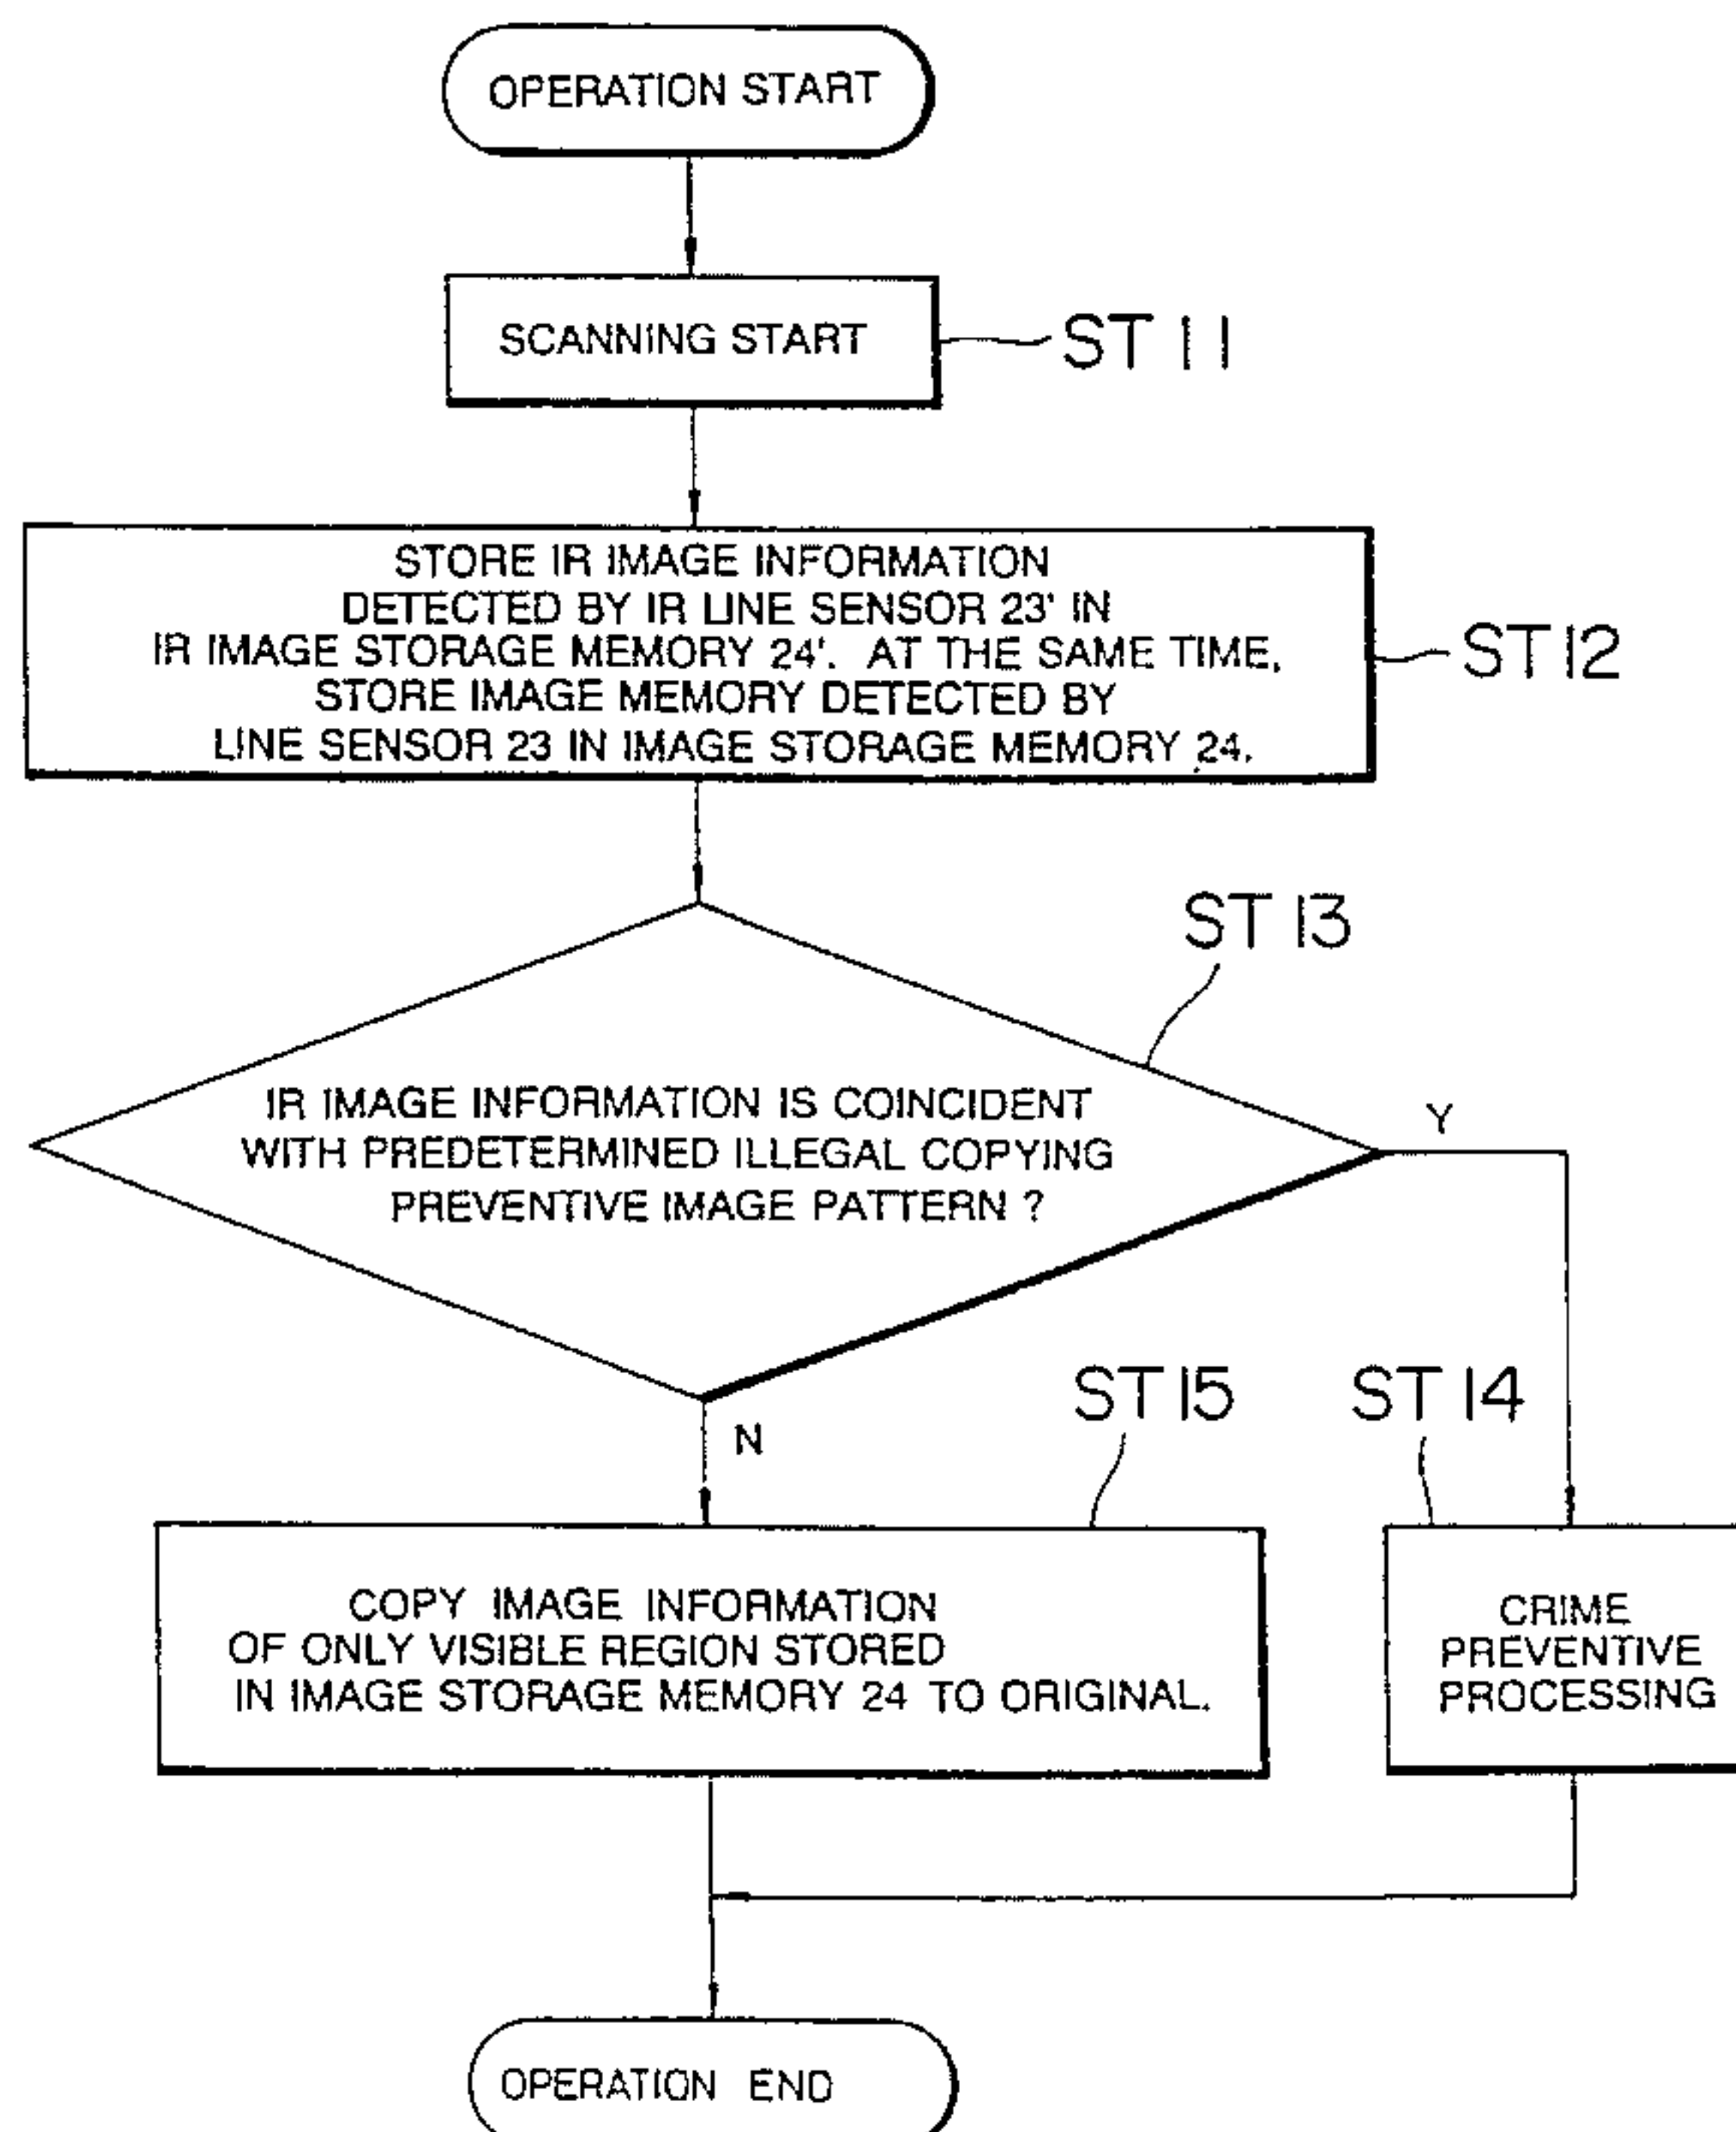 OPERATION START
SCANNING START
ST 11
STORE IR IMAGE INFORMATION
DETECTED BY IR LINE SENSOR 23' IN
IR IMAGE STORAGE MEMORY 24'. AT THE SAME TIME,
STORE IMAGE MEMORY DETECTED BY
LINE SENSOR 23 IN IMAGE STORAGE MEMORY 24.
ST 12
ST 13
IR IMAGE INFORMATION IS COINCIDENT
WITH PREDETERMINED ILLEGAL COPYING
PREVENTIVE IMAGE PATTERN ?
Y
N
ST 15
ST 14
COPY IMAGE INFORMATION
OF ONLY VISIBLE REGION STORED
IN IMAGE STORAGE MEMORY 24 TO ORIGINAL.
CRIME
PREVENTIVE
PROCESSING
OPERATION END